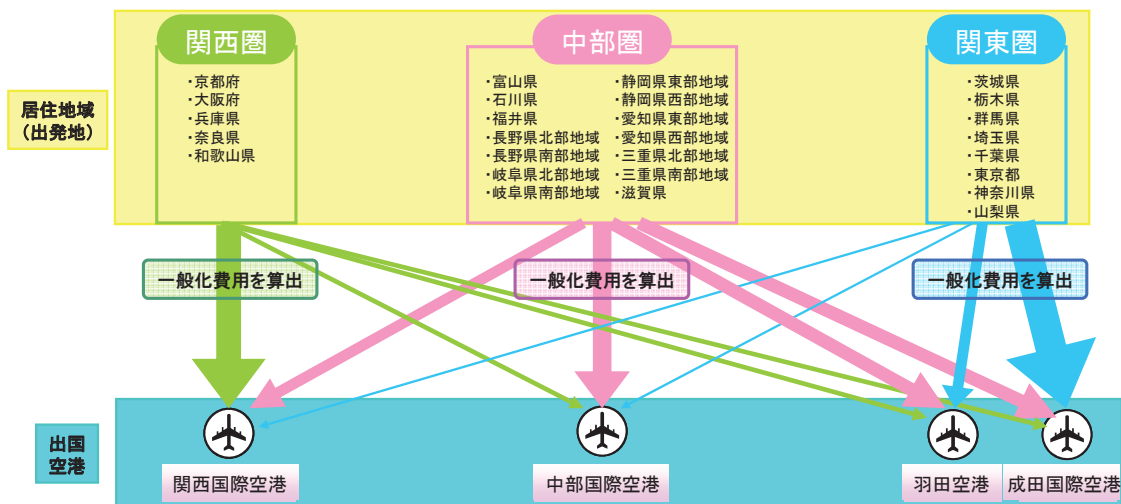 関西圏
・京都府
・大阪府
・兵庫県
・奈良県
・和歌山県
中部圏
・富山県
・石川県
・福井県
・長野県北部地域
・長野県南部地域
・岐阜県北部地域
・岐阜県南部地域
・静岡県東部地域
・静岡県西部地域
・愛知県東部地域
・愛知県西部地域
・三重県北部地域
・三重県南部地域
・滋賀県
関東圏
・茨城県
・栃木県
・群馬県
・埼玉県
・千葉県
・東京都
・神奈川県
・山梨県
居住地域
（出発地）
一般化費用を算出
一般化費用を算出
一般化費用を算出
出国
空港
関西国際空港
中部国際空港
羽田空港
成田国際空港